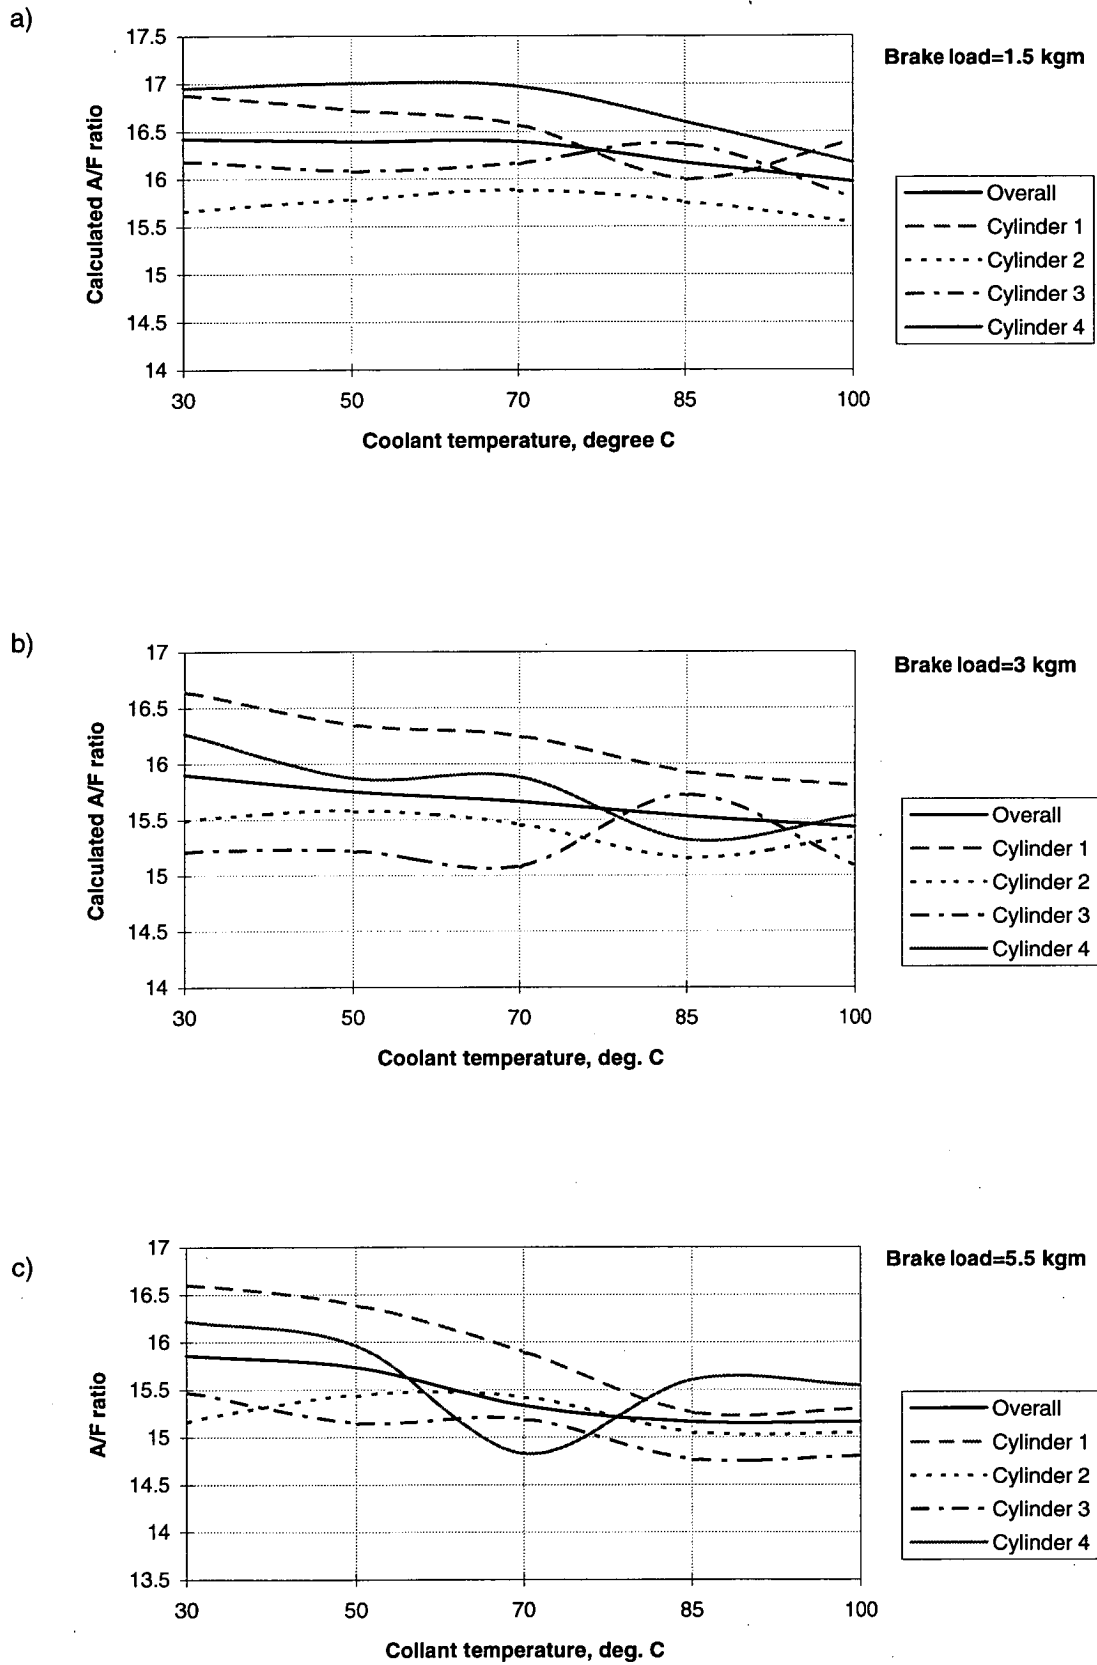 a)
Brake load=1.5 kgm
Calculated A/F ratio
17.5
17
16.5
16
15.5
15
14.5
14
30 50 70 85 100
Coolant temperature, degree C
Overall
Cylinder 1
Cylinder 2
Cylinder 3
Cylinder 4
b)
Brake load=3 kgm
Calculated A/F ratio
17
16.5
16
15.5
15
14.5
14
30 50 70 85 100
Coolant temperature, deg. C
Overall
Cylinder 1
Cylinder 2
Cylinder 3
Cylinder 4
c)
Brake load=5.5 kgm
A/F ratio
17
16.5
16
15.5
15
14.5
14
13.5
30 50 70 85 100
Collant temperature, deg. C
Overall
Cylinder 1
Cylinder 2
Cylinder 3
Cylinder 4